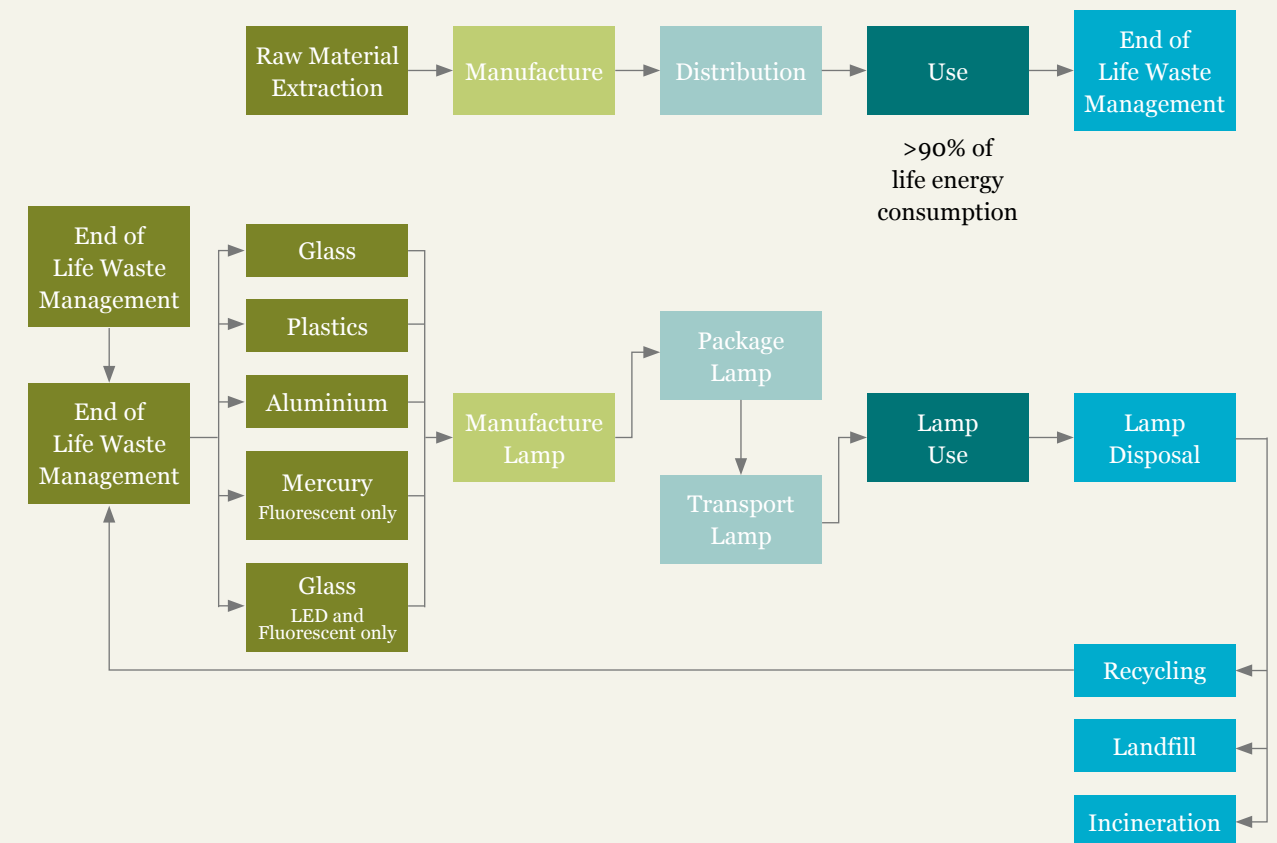 Raw Material
Extraction
Manufacture
Distribution
Use
End of
Life Waste
Management
>90% of
life energy
consumption
End of
Life Waste
Management
End of
Life Waste
Management
Glass
Plastics
Aluminium
Mercury
Fluorescent only
Glass
LED and
Fluorescent only
Manufacture
Lamp
Package
Lamp
Transport
Lamp
Lamp
Use
Lamp
Disposal
Recycling
Landfill
Incineration